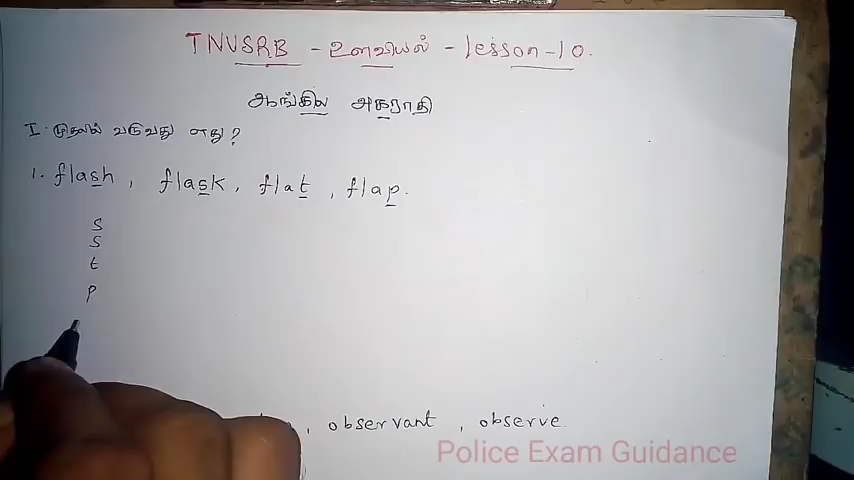 TNUSRB - உளவியல் - lesson - 10.
ஆங்கில அகராதி
I. முதலில் வருவது எது?
1. flash, flask, flat, flap.
s
s
t
p
, observant, observe
Police Exam Guidance